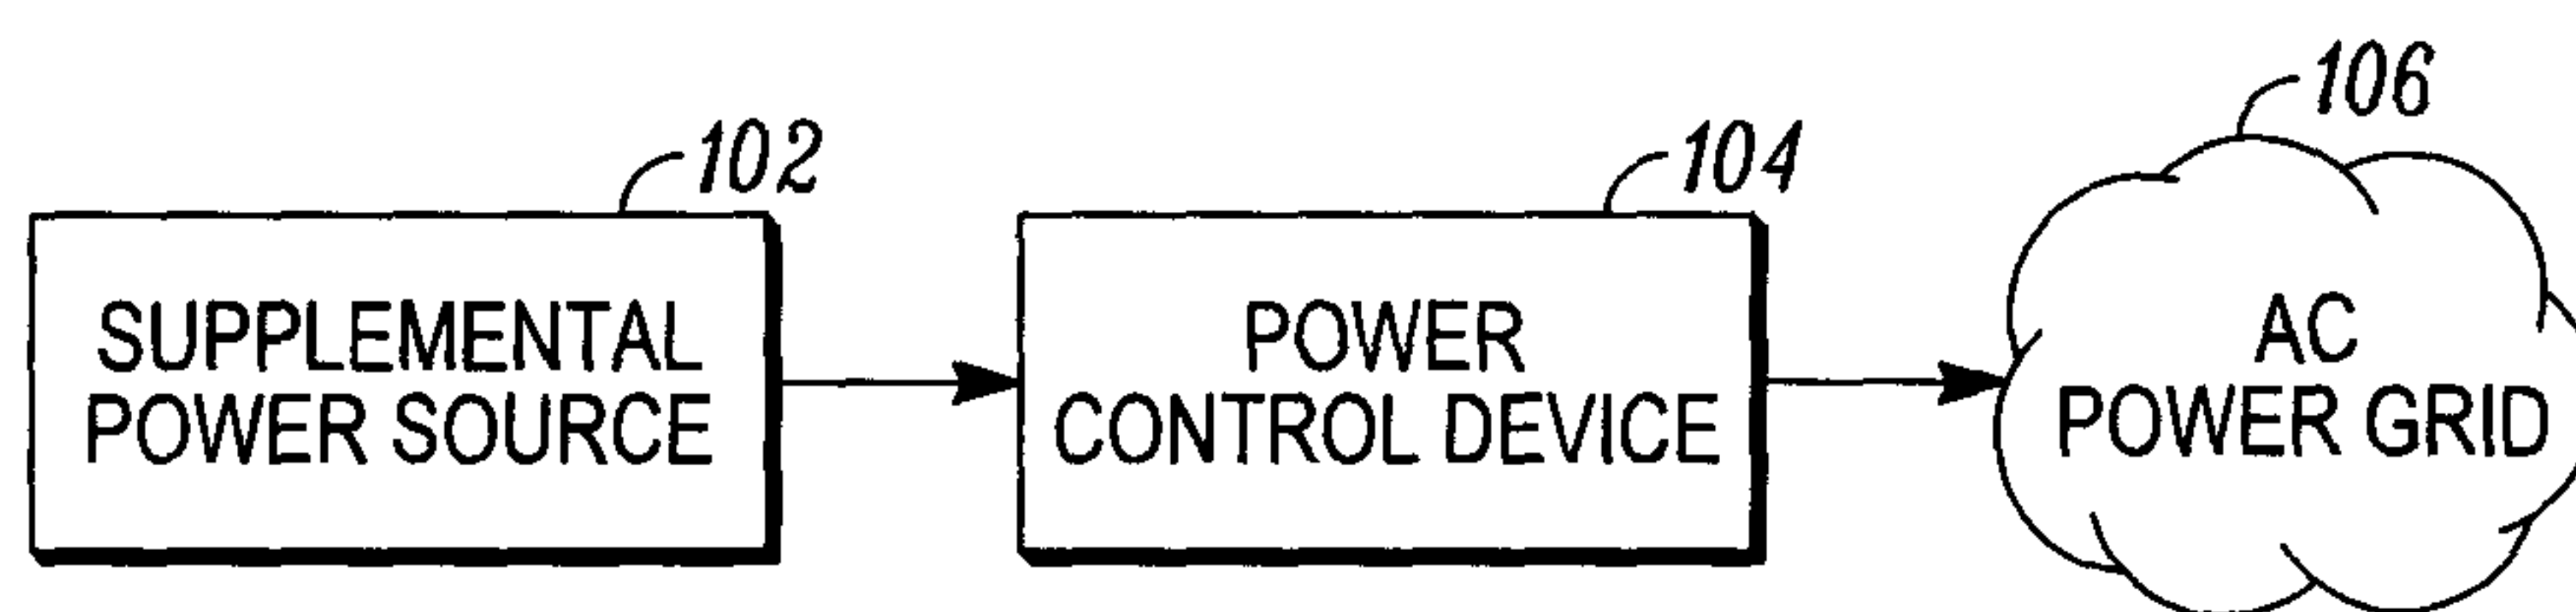 102
SUPPLEMENTAL
POWER SOURCE
104
POWER
CONTROL DEVICE
106
AC
POWER GRID